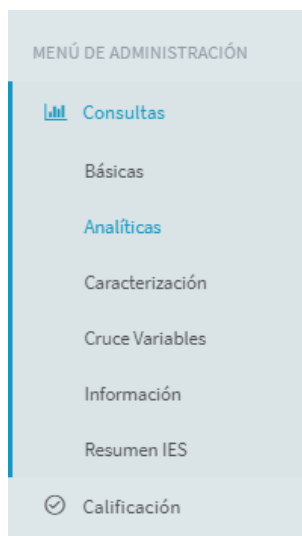 MENÚ DE ADMINISTRACIÓN
Consultas
Básicas
Analíticas
Caracterización
Cruce Variables
Información
Resumen IES
Calificación